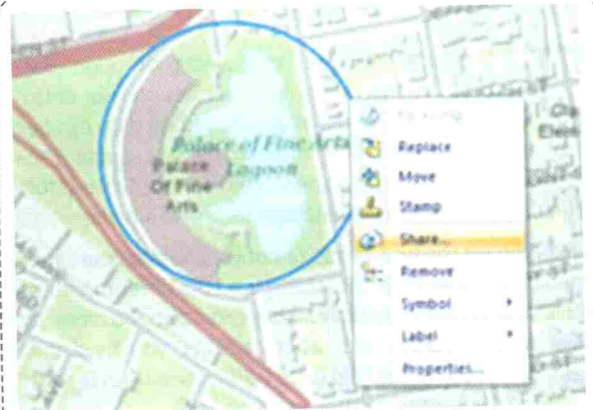 Palace of Fine Arts
Lagoon
Palace
Of Fine
Arts
Replace
Move
Stamp
Share...
Remove
Symbol
Label
Properties...